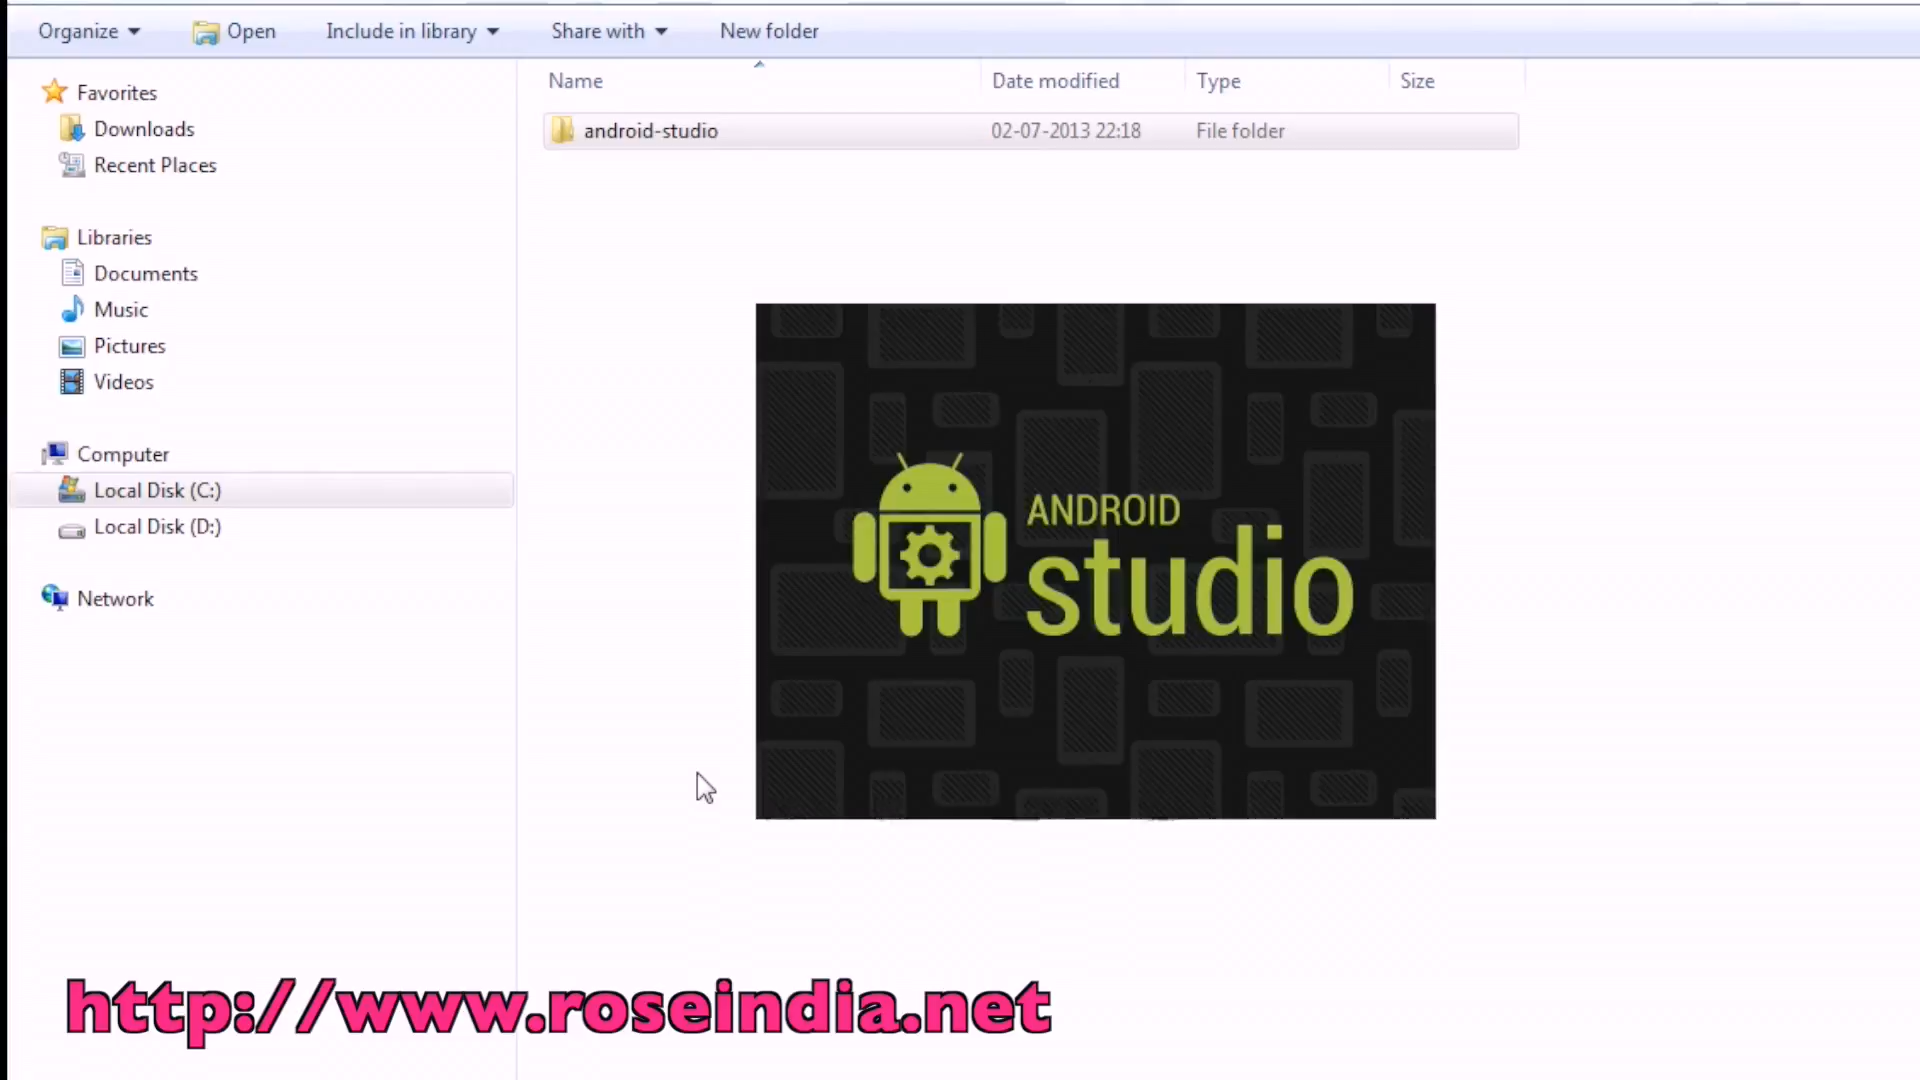 Organize
Open
Include in library
Share with
New folder
Favorites
Downloads
Recent Places
Libraries
Documents
Music
Pictures
Videos
Computer
Local Disk (C:)
Local Disk (D:)
Network
Name
Date modified
Type
Size
android-studio
02-07-2013 22:18
File folder
ANDROID
studio
http://www.roseindia.net